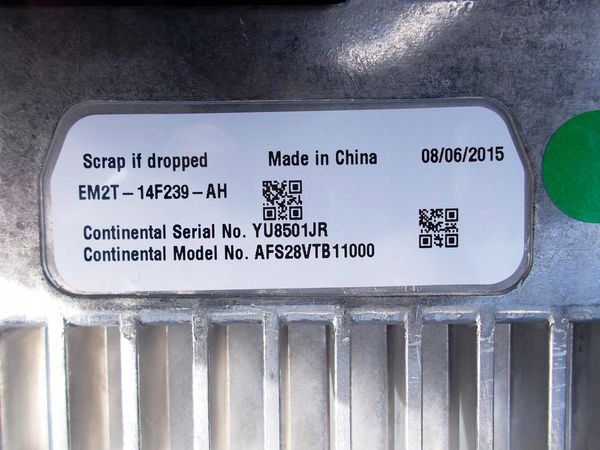 Scrap if dropped Made in China 08/06/2015
EM2T-14F239-AH
Continental Serial No. YU8501JR
Continental Model No. AFS28VTB11000